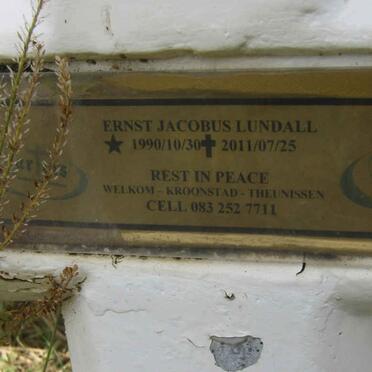 ERNST JACOBUS LUNDALL
★ 1990/10/30 ✝ 2011/07/25
REST IN PEACE
WELKOM - KROONSTAD - THEUNISSEN
CELL 083 252 7711